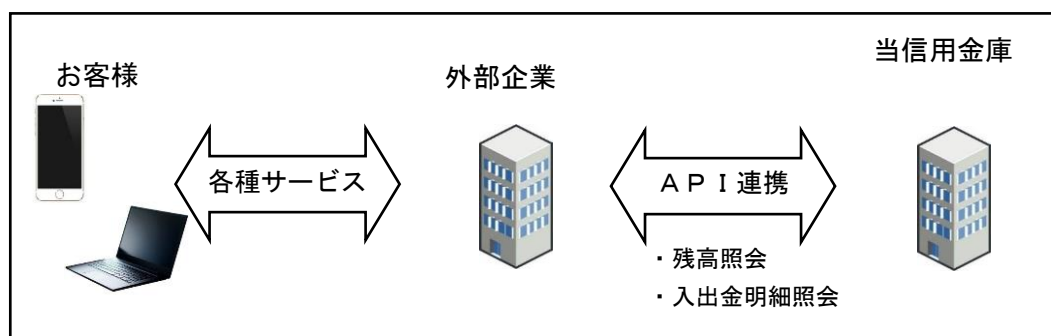 お客様
外部企業
当信用金庫
各種サービス
ＡＰＩ連携
・残高照会
・入出金明細照会